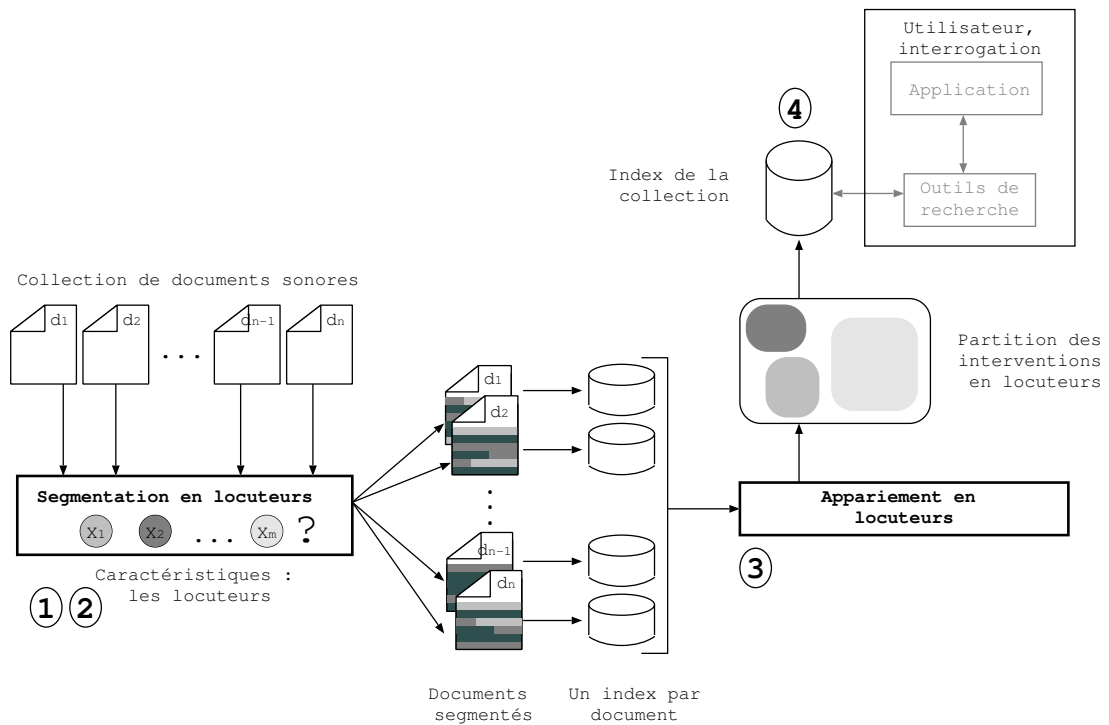 Utilisateur,
interrogation
Application
4
Index de la
collection
Outils de
recherche
Collection de documents sonores
d1 d2 ... dn-1 dn
Partition des
interventions
en locuteurs
d1
d2
Segmentation en locuteurs
X1 X2 ... Xm ?
Appariement en
locuteurs
dn-1
dn
3
Caractéristiques :
les locuteurs
1 2
Documents
segmentés
Un index par
document